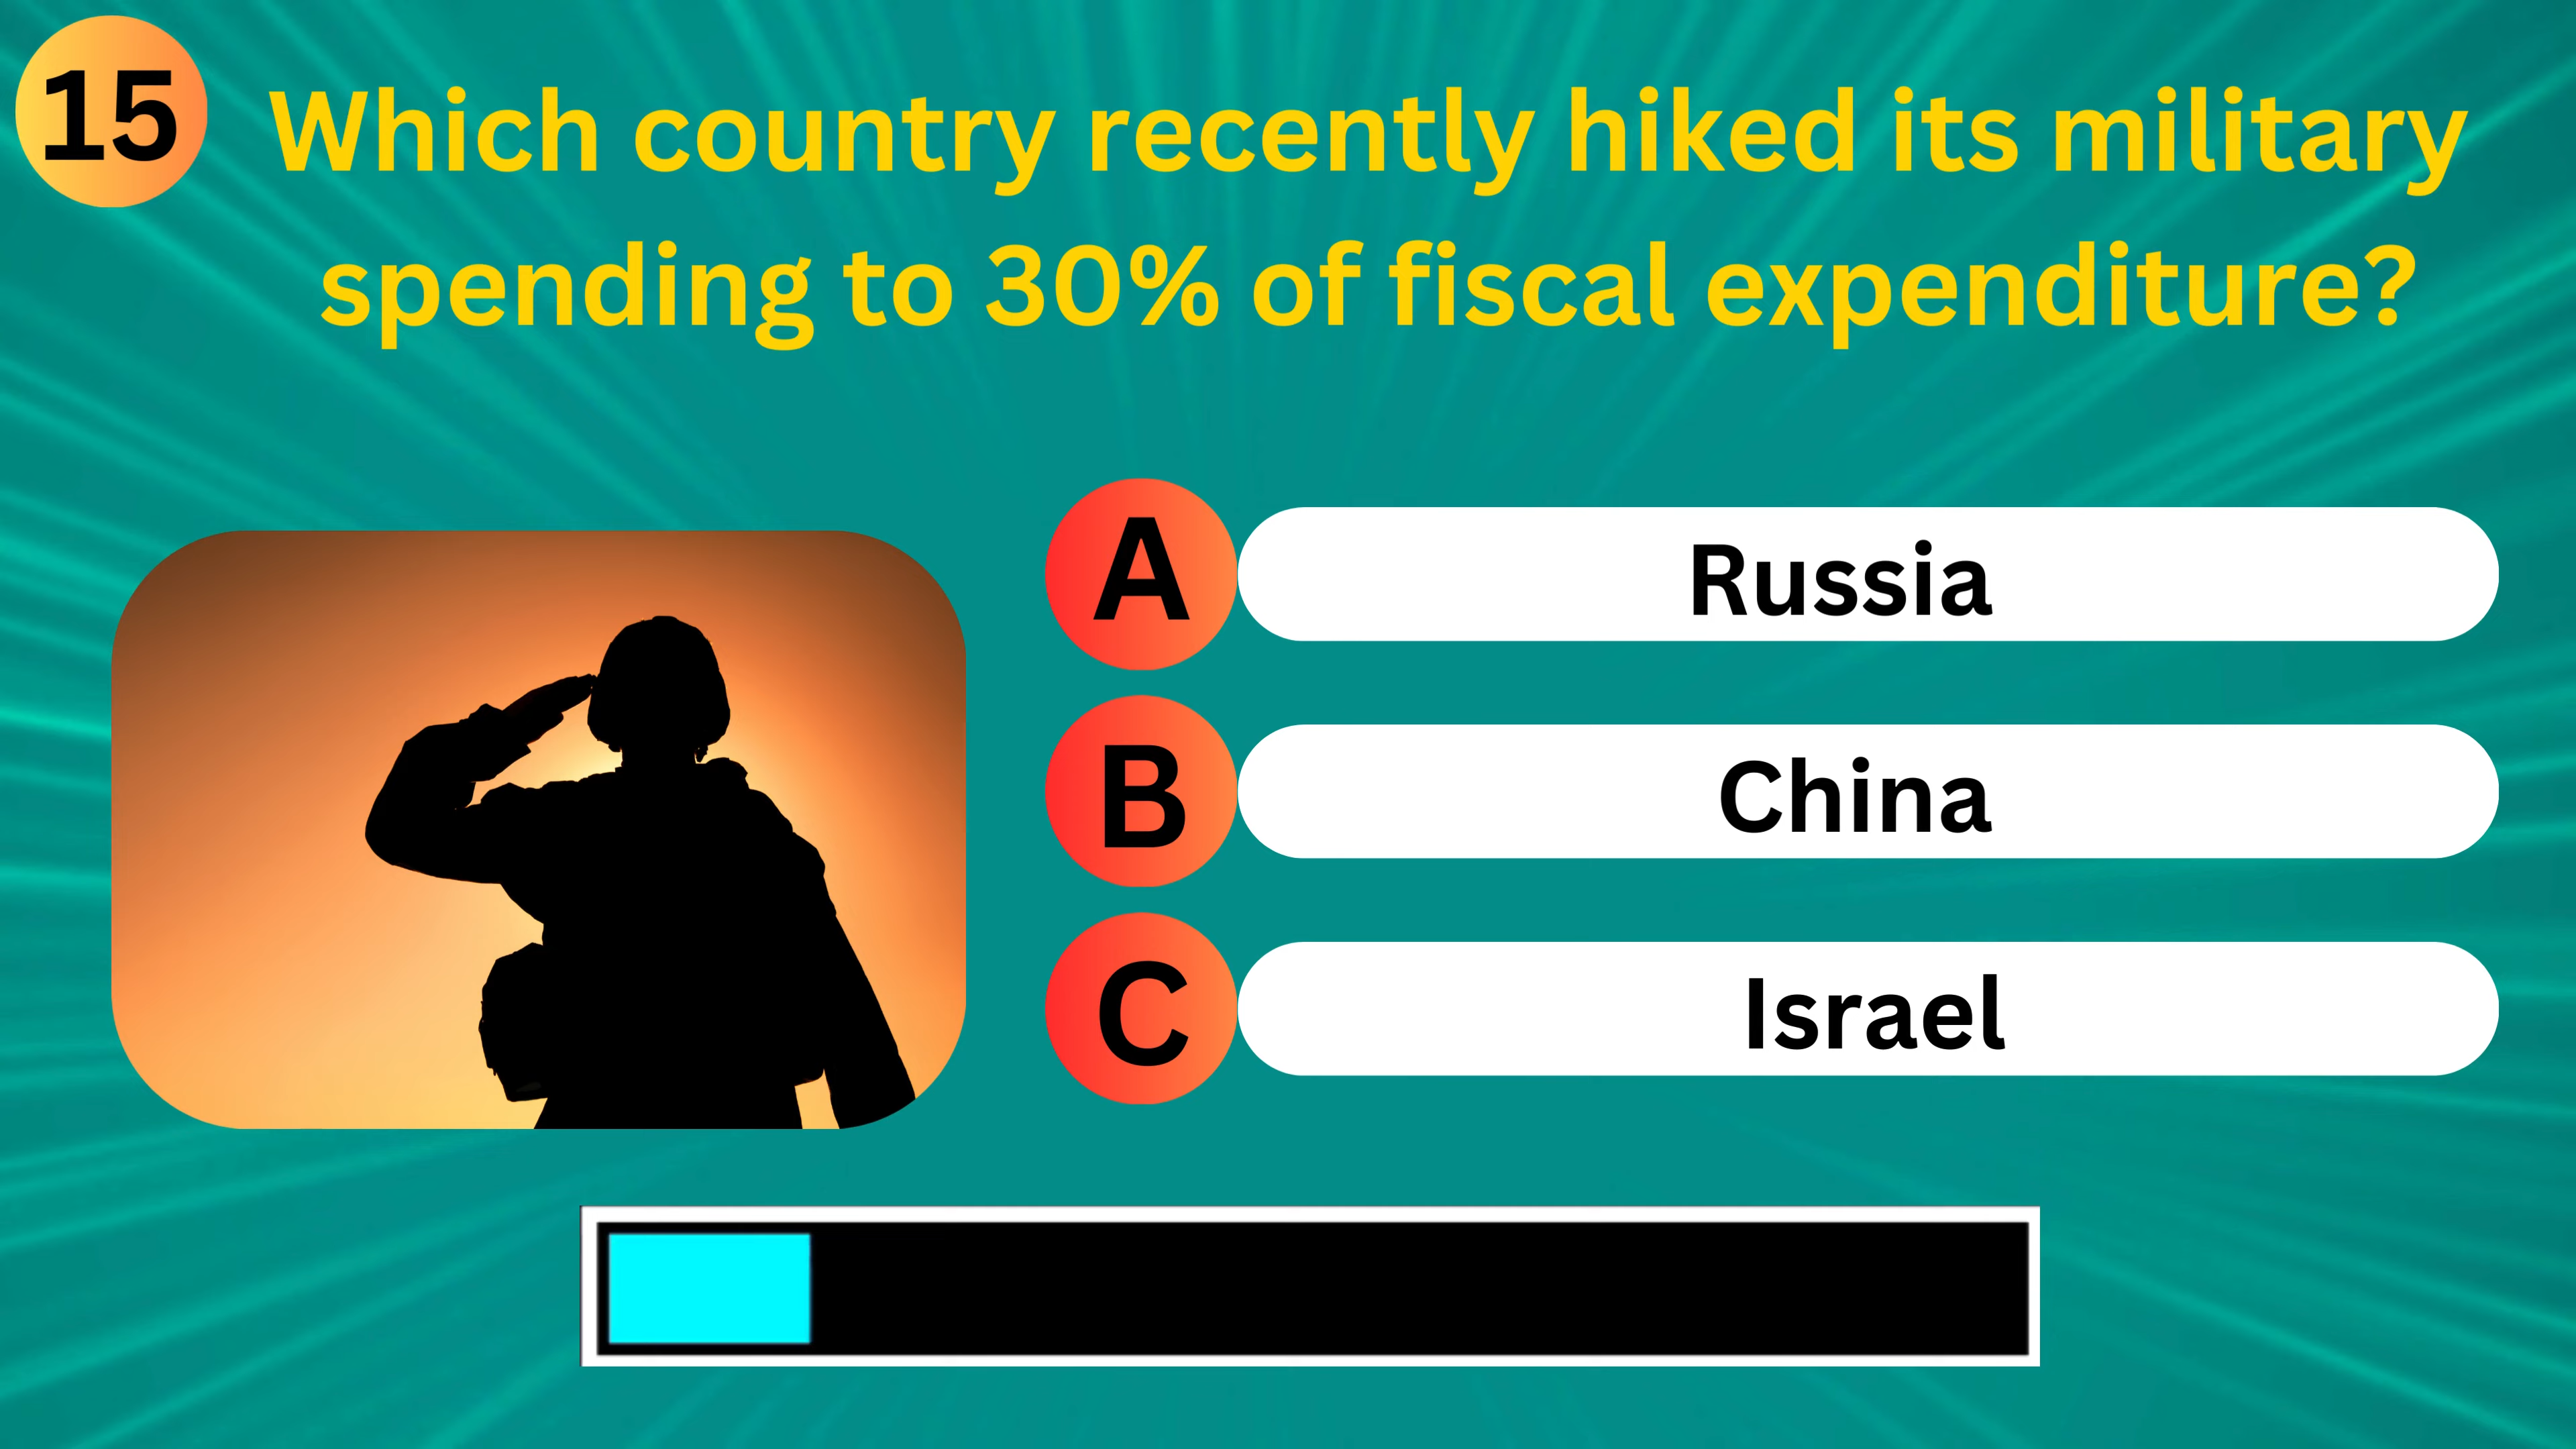 15
Which country recently hiked its military
spending to 30% of fiscal expenditure?
A Russia
B China
C Israel